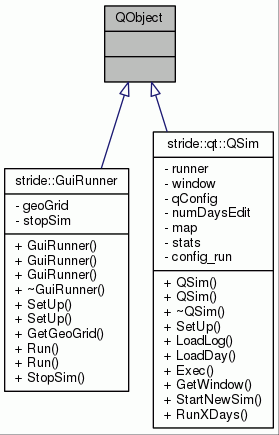 QObject
stride::GuiRunner
- geoGrid
- stopSim
+ GuiRunner()
+ GuiRunner()
+ GuiRunner()
+ ~GuiRunner()
+ SetUp()
+ SetUp()
+ GetGeoGrid()
+ Run()
+ Run()
+ StopSim()
stride::qt::QSim
- runner
- window
- qConfig
- numDaysEdit
- map
- stats
- config_run
+ QSim()
+ QSim()
+ ~QSim()
+ SetUp()
+ LoadLog()
+ LoadDay()
+ Exec()
+ GetWindow()
+ StartNewSim()
+ RunXDays()